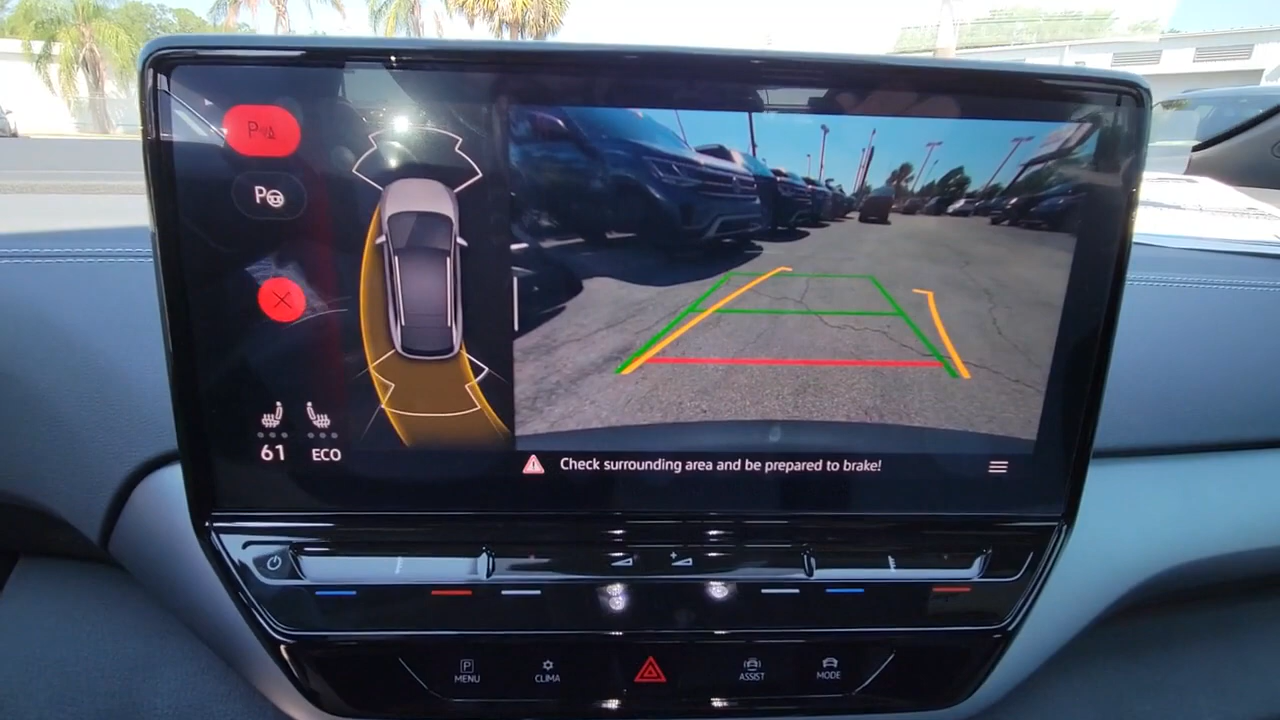 P
P
61
ECO
Check surrounding area and be prepared to brake!
P
MENU
CLIMA
ASSIST
MODE